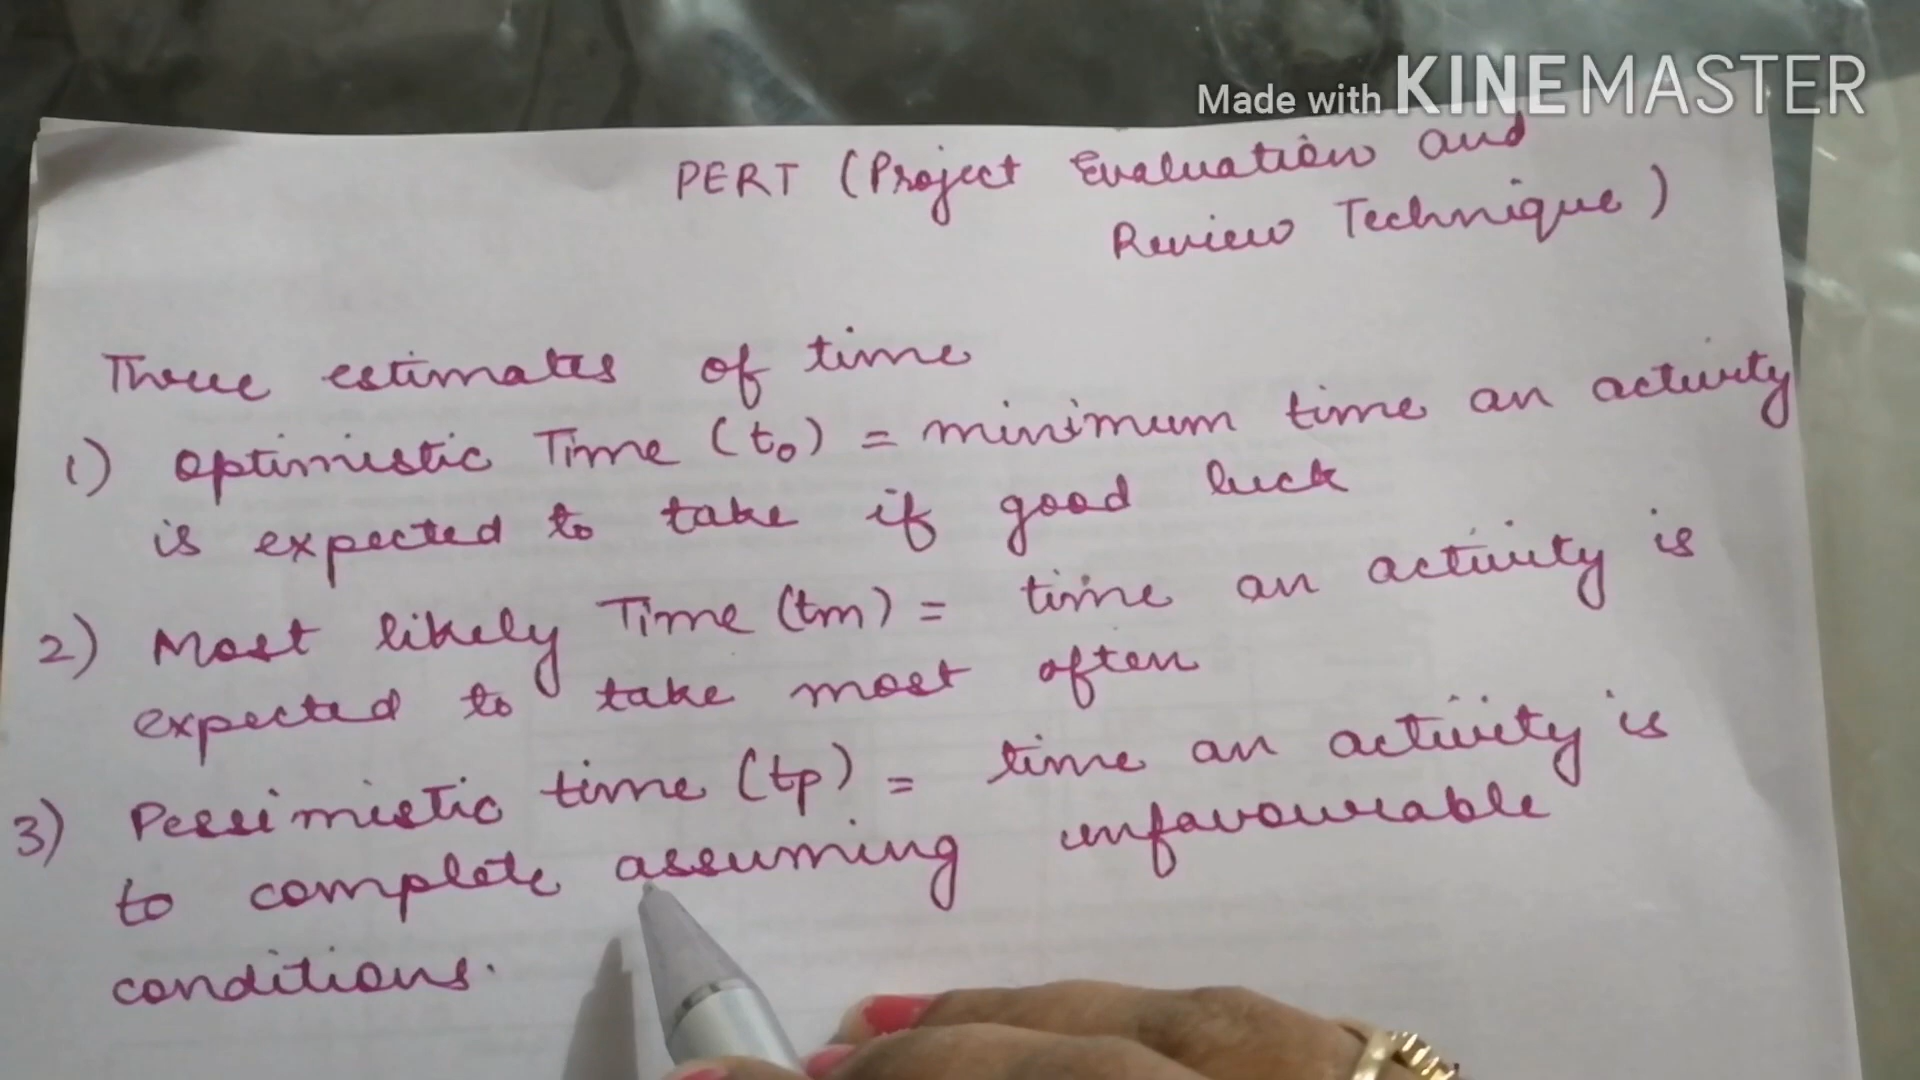 Made with KINEMASTER
PERT (Project Evaluation and
Review Technique)
Three estimates of time
1) Optimistic Time (to) = minimum time an activity
is expected to take if good luck
2) Most likely Time (tm) = time an activity is
expected to take most often
3) Pessimistic time (tp) = time an activity is
to complete assuming unfavourable
conditions.